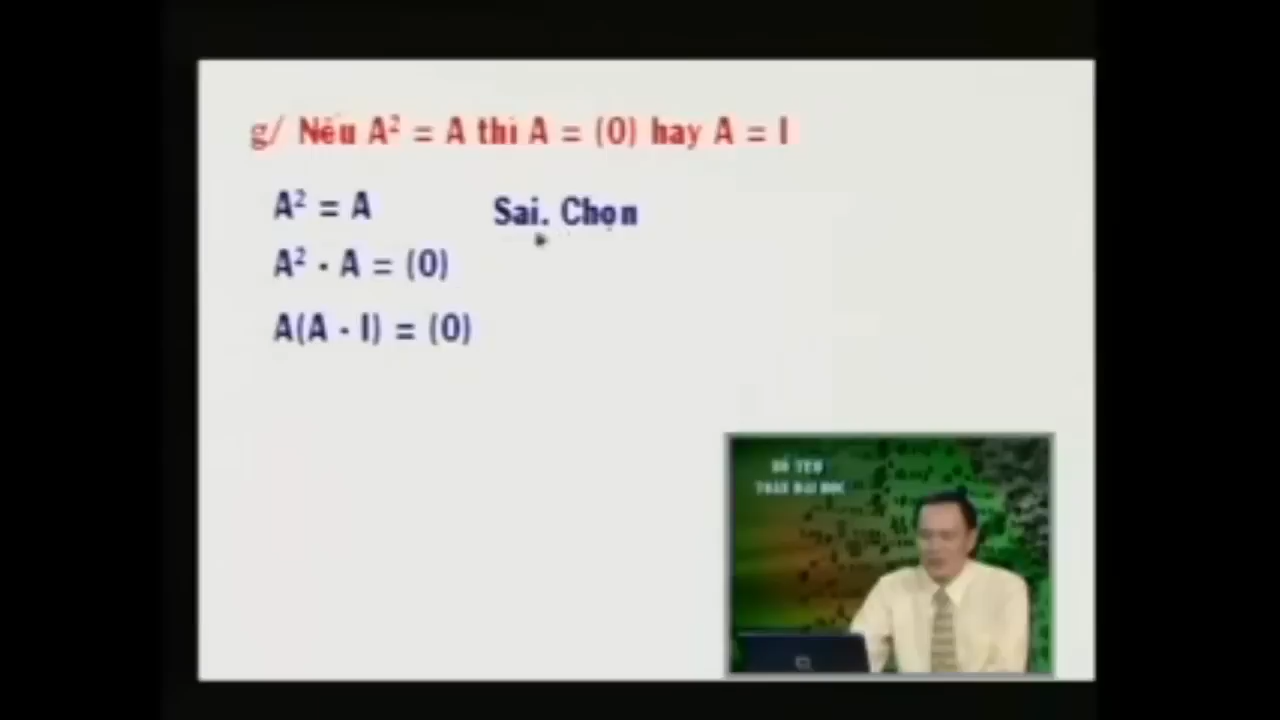 g/ Nếu A² = A thì A = (0) hay A = I
A² = A
Sai. Chọn
A² - A = (0)
A(A - I) = (0)